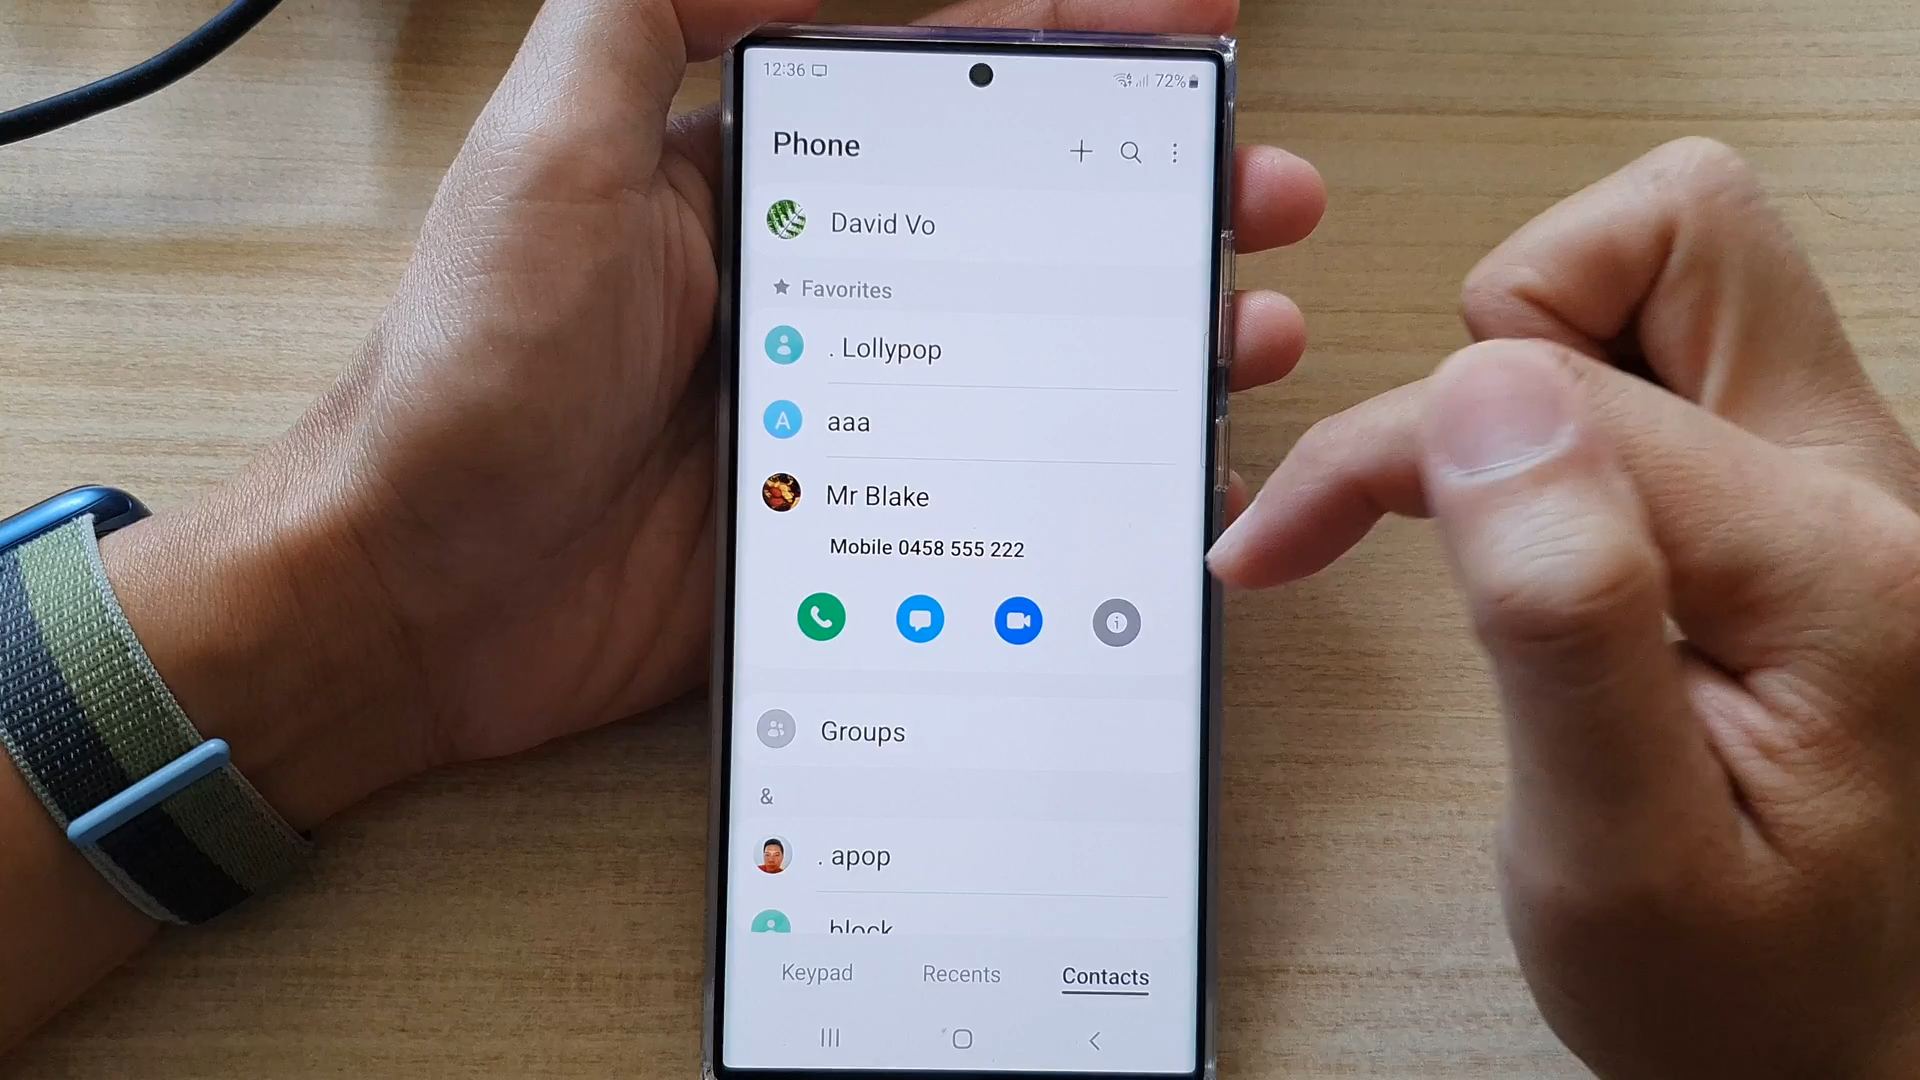 12:36 72%
Phone
David Vo
Favorites
. Lollypop
A aaa
Mr Blake
Mobile 0458 555 222
Groups
&
. apop
block
Keypad Recents Contacts